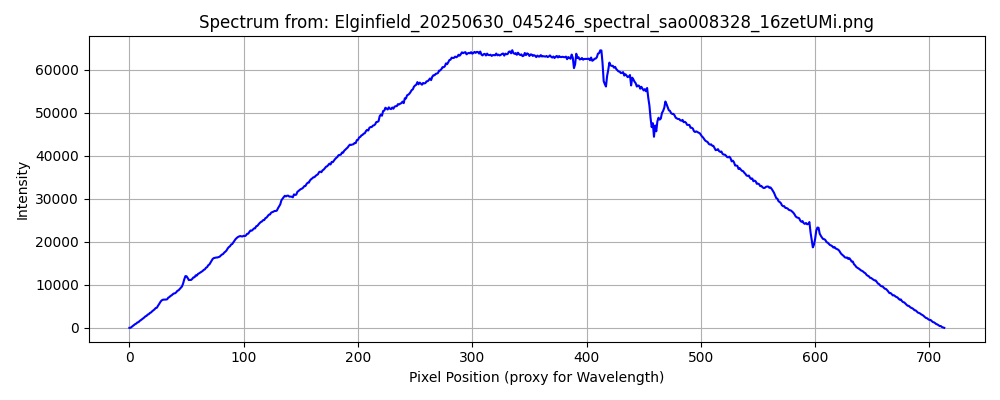 Spectrum from: Elginfield_20250630_045246_spectral_sao008328_16zetUMi.png
Intensity
60000
50000
40000
30000
20000
10000
0
0 100 200 300 400 500 600 700
Pixel Position (proxy for Wavelength)